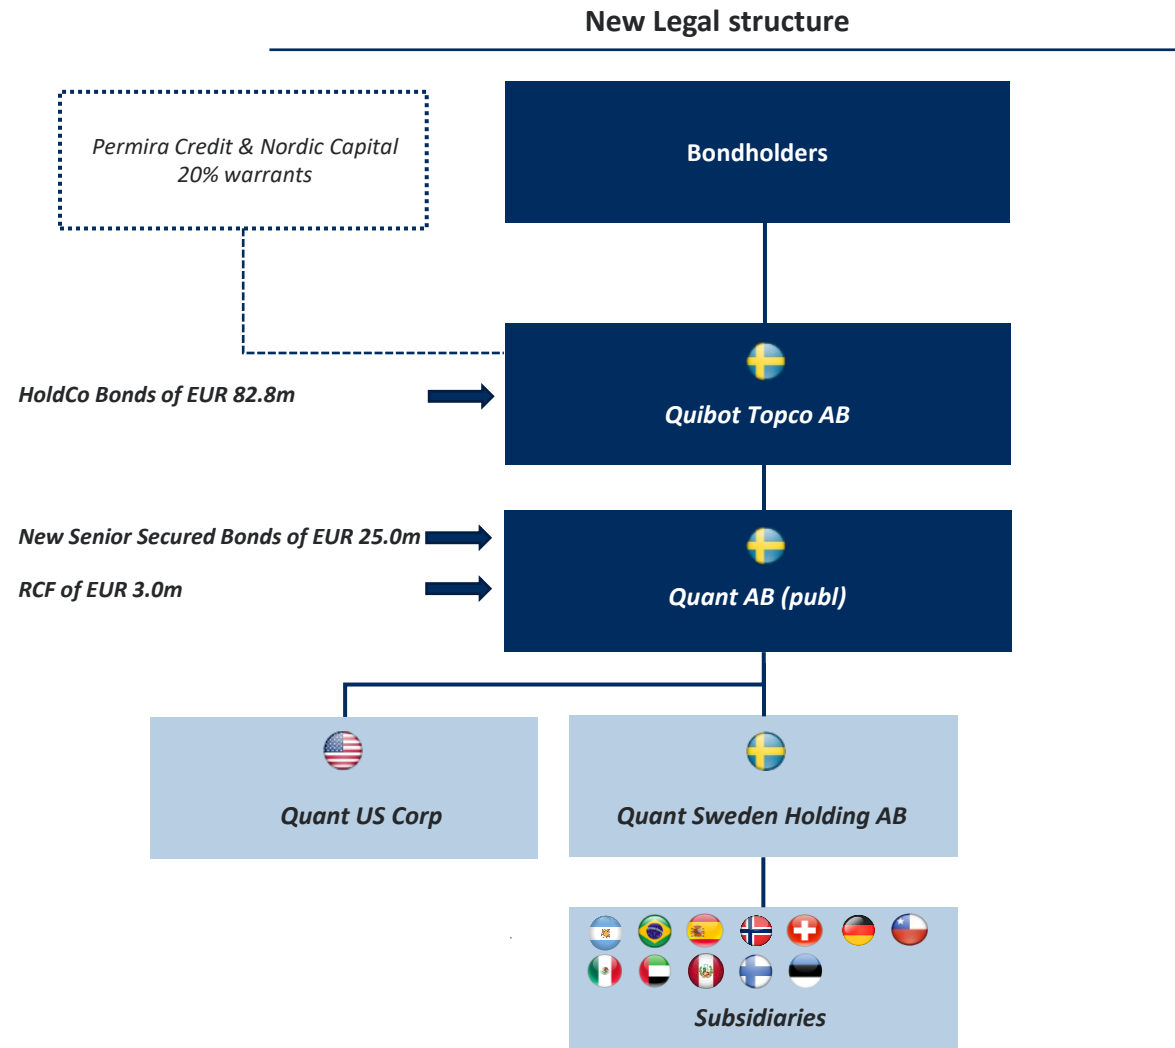 New Legal structure
Permira Credit & Nordic Capital
20% warrants
Bondholders
HoldCo Bonds of EUR 82.8m
Quibot Topco AB
New Senior Secured Bonds of EUR 25.0m
RCF of EUR 3.0m
Quant AB (publ)
Quant US Corp
Quant Sweden Holding AB
Subsidiaries